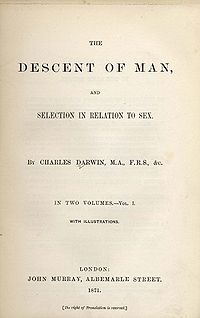 THE
DESCENT OF MAN,
AND
SELECTION IN RELATION TO SEX.
BY CHARLES DARWIN, M.A., F.R.S., &c.
IN TWO VOLUMES.—VOL. I.
WITH ILLUSTRATIONS.
LONDON:
JOHN MURRAY, ALBEMARLE STREET,
1871.
[The right of Translation is reserved.]